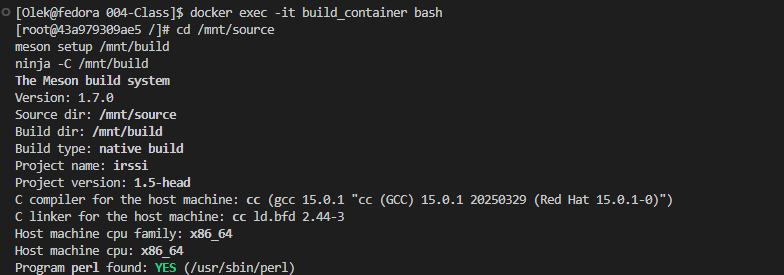 [Olek@fedora 004-Class]$ docker exec -it build_container bash
[root@43a979309ae5 /]# cd /mnt/source
meson setup /mnt/build
ninja -C /mnt/build
The Meson build system
Version: 1.7.0
Source dir: /mnt/source
Build dir: /mnt/build
Build type: native build
Project name: irssi
Project version: 1.5-head
C compiler for the host machine: cc (gcc 15.0.1 "cc (GCC) 15.0.1 20250329 (Red Hat 15.0.1-0)")
C linker for the host machine: cc ld.bfd 2.44-3
Host machine cpu family: x86_64
Host machine cpu: x86_64
Program perl found: YES (/usr/sbin/perl)